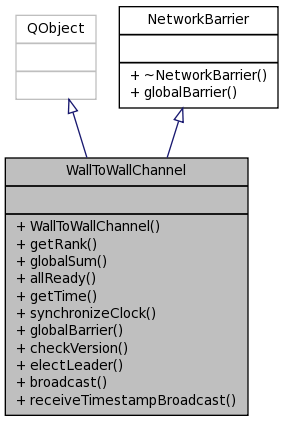 QObject
NetworkBarrier
+ ~NetworkBarrier()
+ globalBarrier()
WallToWallChannel
+ WallToWallChannel()
+ getRank()
+ globalSum()
+ allReady()
+ getTime()
+ synchronizeClock()
+ globalBarrier()
+ checkVersion()
+ electLeader()
+ broadcast()
+ receiveTimestampBroadcast()